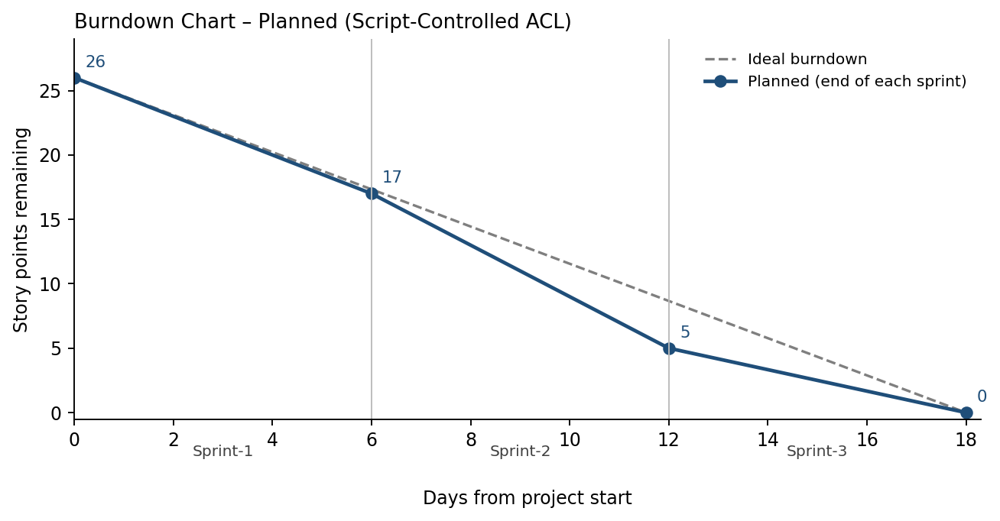 Burndown Chart – Planned (Script-Controlled ACL)
Ideal burndown
Planned (end of each sprint)
Story points remaining
25
20
15
10
5
0
26
17
5
0
0 2 4 6 8 10 12 14 16 18
Sprint-1 Sprint-2 Sprint-3
Days from project start